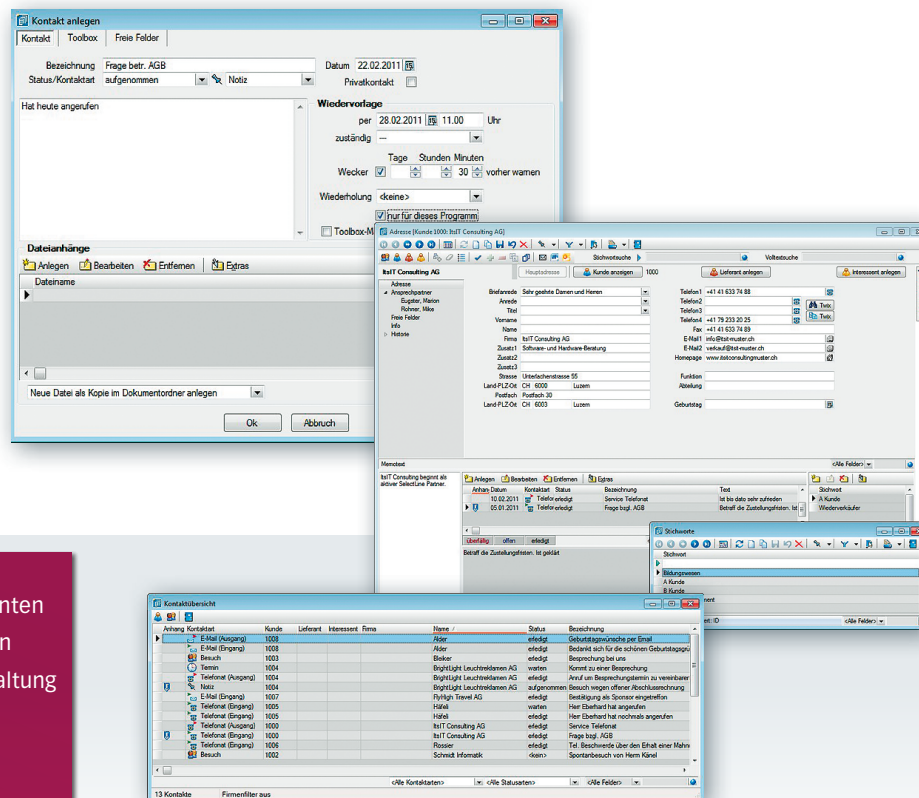 Kontakt anlegen
Kontakt Toolbox Freie Felder
Bezeichnung Frage betr. AGB Datum 22.02.2011
Status/Kontaktart aufgenommen Notiz Privatkontakt
Hat heute angerufen
Wiedervorlage
per 28.02.2011 11.00 Uhr
zuständig ---
Tage Stunden Minuten
Wecker 30 vorher warnen
Wiederholung <keine>
nur für dieses Programm
Dateianhänge
Anlegen Bearbeiten Entfernen Extras
Dateiname
Neue Datei als Kopie im Dokumentordner anlegen
Ok Abbruch
Adresse [Kunde 1000: ItsIT Consulting AG]
Stichwortsuche Volltextsuche
ItsIT Consulting AG Hauptadresse Kunde anzeigen 1000 Lieferant anlegen Interessent anlegen
Adresse
Ansprechpartner
Eugster, Marion
Rohner, Mike
Freie Felder
Info
Historie
Briefanrede Sehr geehrte Damen und Herren
Anrede
Titel
Vorname
Name
Firma ItsIT Consulting AG
Zusatz1 Software- und Hardware-Beratung
Zusatz2
Zusatz3
Strasse Unterlachenstrasse 55
Land-PLZ-Ort CH 6000 Luzern
Postfach Postfach 30
Land-PLZ-Ort CH 6003 Luzern
Telefon1 +41 41 633 74 88
Telefon2
Telefon3
Telefon4 +41 79 233 20 25
Fax +41 41 633 74 89
E-Mail1 info@itsit-muster.ch
E-Mail2 verkauf@itsit-muster.ch
Homepage www.itsitconsultingmuster.ch
Funktion
Abteilung
Geburtstag
Twix
Twix
Memotext <Alle Felder>
ItsIT Consulting beginnt als
aktiver SelectLine Partner.
Anlegen Bearbeiten Entfernen Extras
Anhang Datum Kontaktart Status Bezeichnung Text Stichwort
10.02.2011 Telefon erledigt Service Telefonat Ist bis dato sehr zufrieden A Kunde
05.01.2011 Telefon erledigt Frage bzgl. AGB Betraff die Zustellungsfristen. Ist Wiederverkäufer
überfällig offen erledigt
Betraff die Zustellungsfristen. Ist geklärt
Stichworte
Stichwort
Bildungswesen
A Kunde
B Kunde
<Alle Felder>
nten
n
altung
Kontaktübersicht
Anhang Kontaktart Kunde Lieferant Interessent Firma Name Status Bezeichnung
E-Mail (Ausgang) 1008 Alder erledigt Geburtstagswünsche per Email
E-Mail (Eingang) 1008 Alder erledigt Bedankt sich für die schönen Geburtstagsgrü
Besuch 1003 Bleiker erledigt Besprechung bei uns
Termin 1004 BrightLight Leuchtreklamen AG warten Kommt zu einer Besprechung
Telefonat (Ausgang) 1004 BrightLight Leuchtreklamen AG erledigt Anruf um Besprechungstermin zu vereinbaren
Notiz 1004 BrightLight Leuchtreklamen AG aufgenommen Besuch wegen offener Abschlussrechnung
E-Mail (Eingang) 1007 FlyHigh Travel AG erledigt Bestätigung als Sponsor eingetroffen
Telefonat (Eingang) 1005 Häfeli warten Herr Eberhard hat angerufen
Telefonat (Eingang) 1005 Häfeli erledigt Herr Eberhard hat nochmals angerufen
Telefonat (Ausgang) 1000 ItsIT Consulting AG erledigt Service Telefonat
Telefonat (Eingang) 1000 ItsIT Consulting AG erledigt Frage bzgl. AGB
Telefonat (Eingang) 1006 Rossier erledigt Tel. Beschwerde über den Erhalt einer Mahn
Besuch 1002 Schmidt Informatik <kein> Spontanbesuch von Herrn Känel
<Alle Kontaktarten> <Alle Statusarten> <Alle Felder>
13 Kontakte Firmenfilter aus